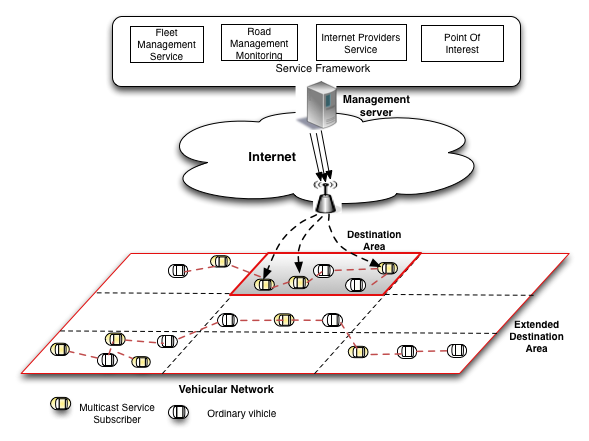 Fleet
Management
Service
Road
Management
Monitoring
Internet Providers
Service
Point Of
Interest
Service Framework
Management
server
Internet
Destination
Area
Extended
Destination
Area
Vehicular Network
Multicast Service
Subscriber
Ordinary vihicle